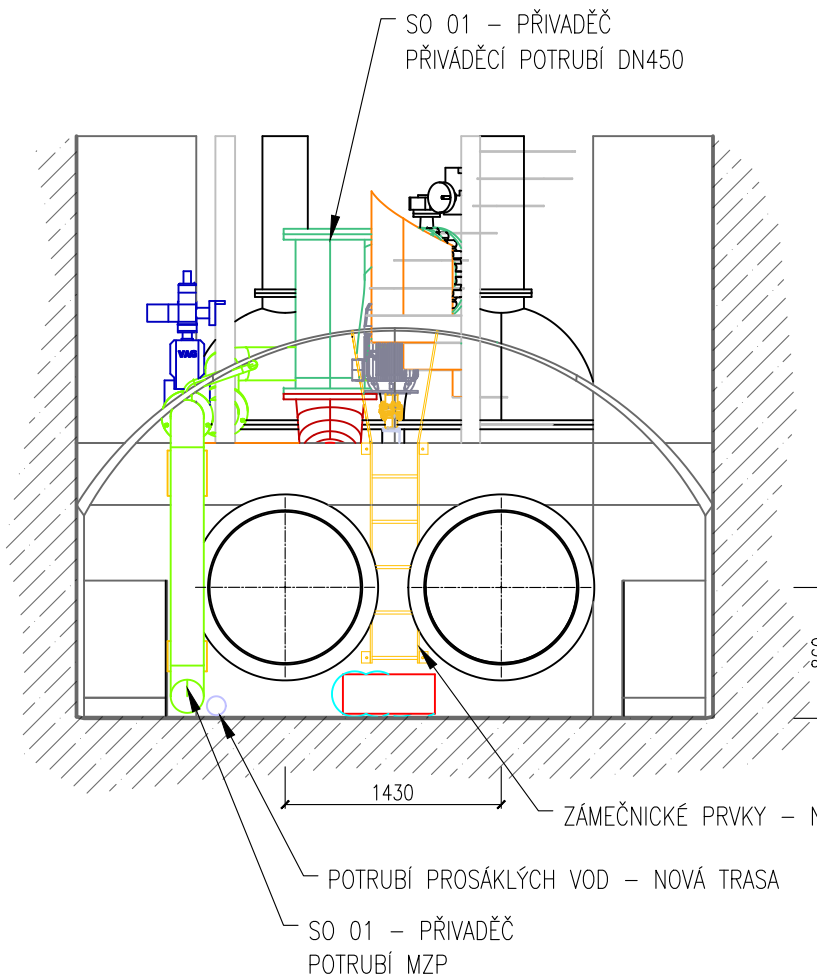 SO 01 – PŘIVADĚČ
PŘIVÁDĚCÍ POTRUBÍ DN450
VAG
1430
ZÁMEČNICKÉ PRVKY –
POTRUBÍ PROSÁKLÝCH VOD – NOVÁ TRASA
SO 01 – PŘIVADĚČ
POTRUBÍ MZP